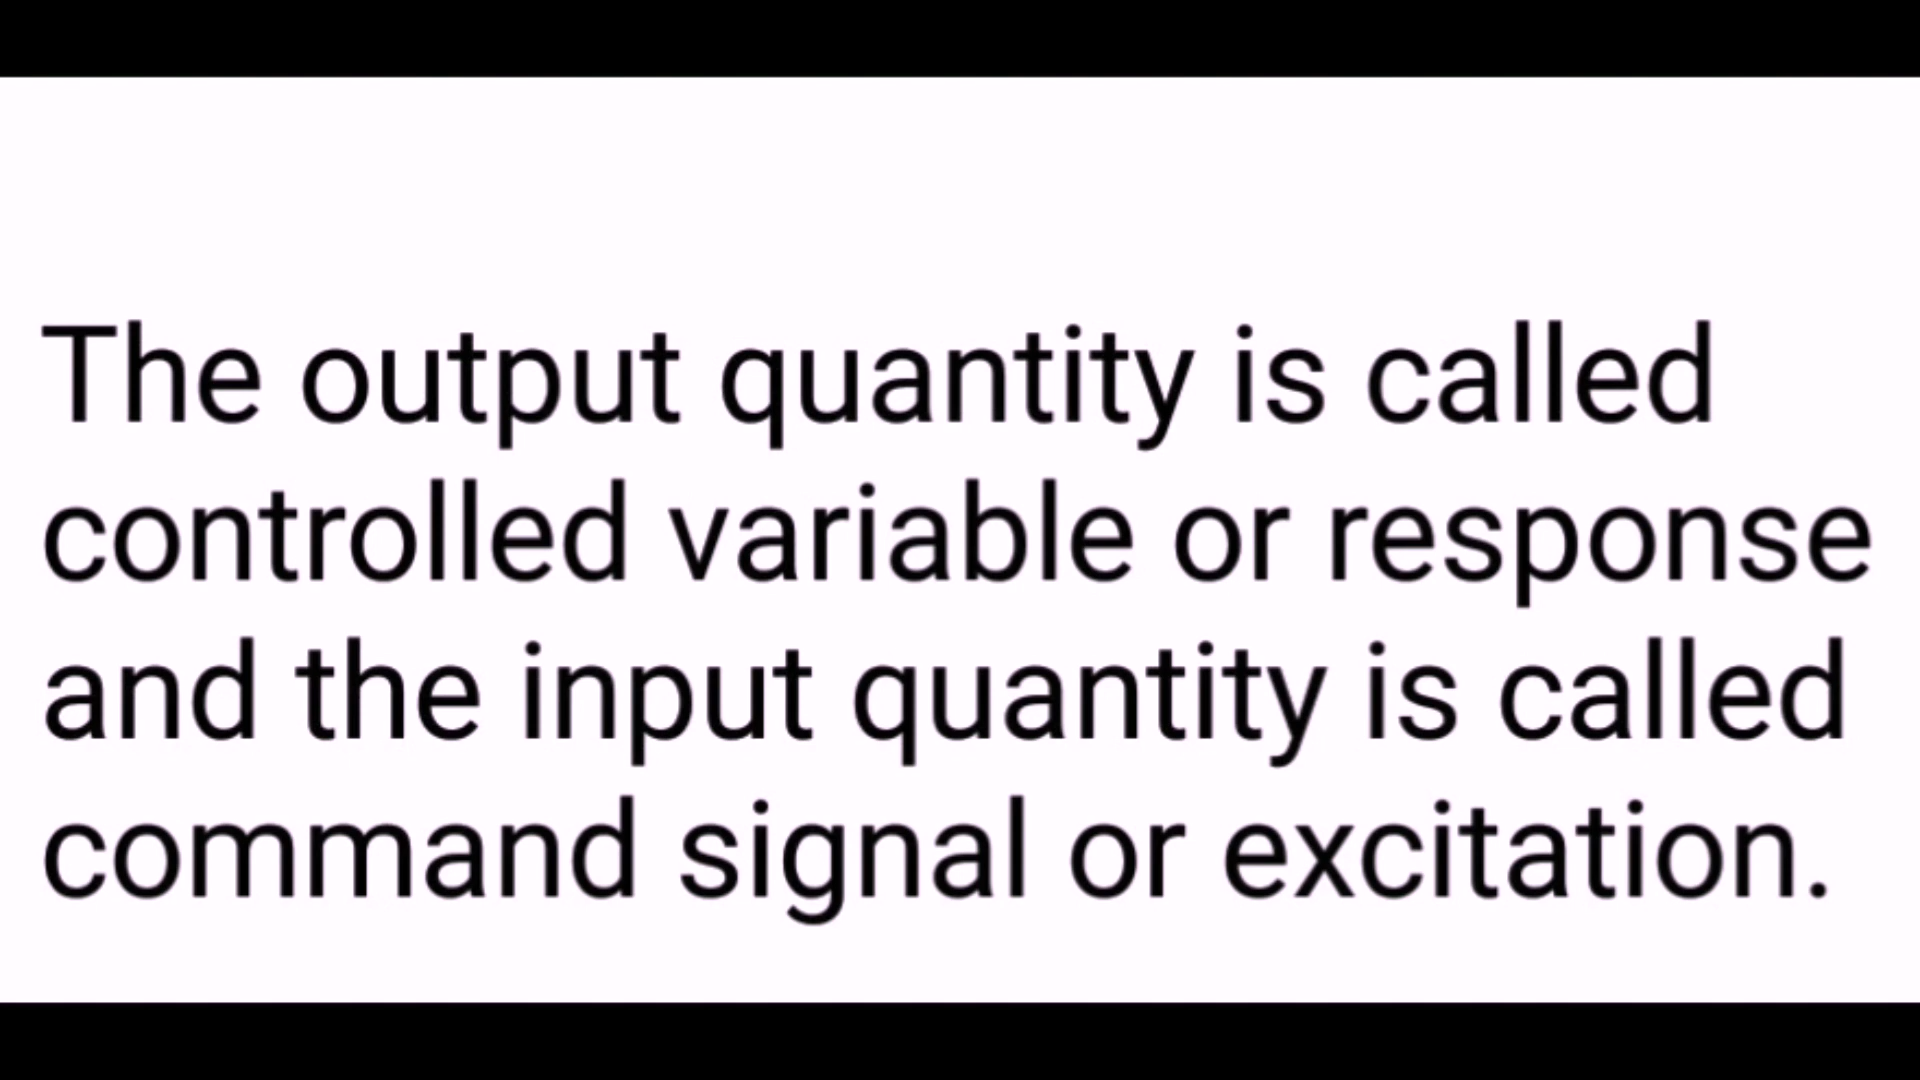 The output quantity is called
controlled variable or response
and the input quantity is called
command signal or excitation.